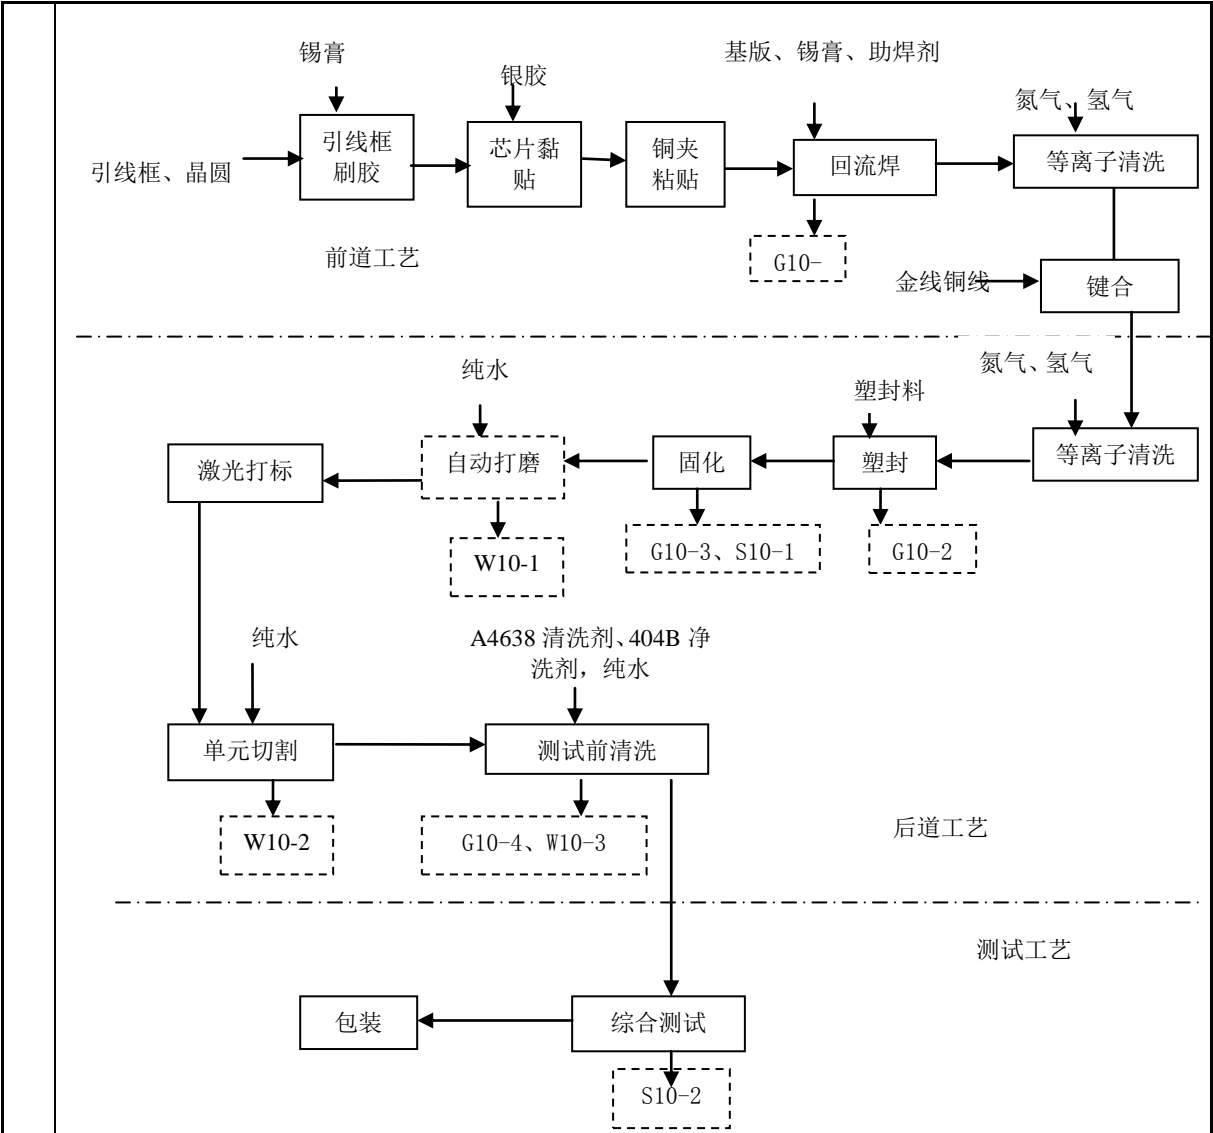 锡膏
银胶
基版、锡膏、助焊剂
氮气、氢气
引线框、晶圆
引线框
刷胶
芯片黏
贴
铜夹
粘贴
回流焊
等离子清洗
前道工艺
G10-
金线铜线
键合
纯水
塑封料
氮气、氢气
激光打标
自动打磨
固化
塑封
等离子清洗
W10-1
G10-3、S10-1
G10-2
纯水
A4638 清洗剂、404B 净
洗剂，纯水
单元切割
测试前清洗
W10-2
G10-4、W10-3
后道工艺
测试工艺
包装
综合测试
S10-2